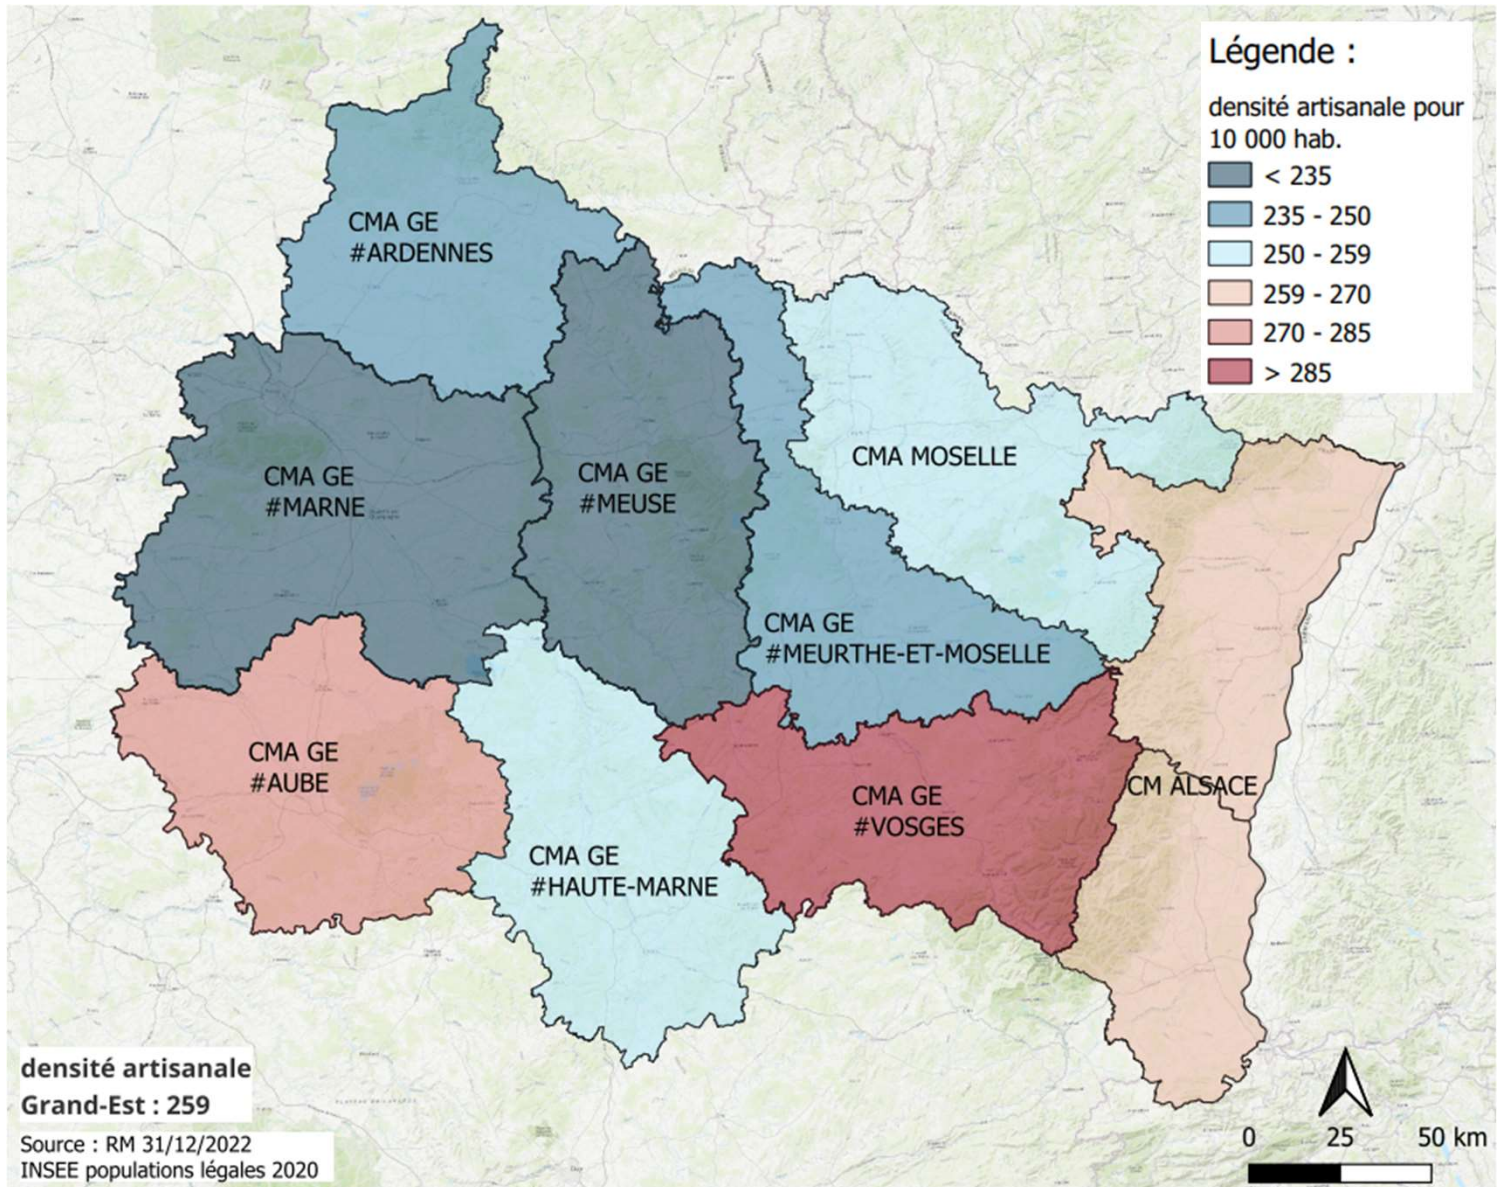 Légende :
densité artisanale pour
10 000 hab.
< 235
235 - 250
250 - 259
259 - 270
270 - 285
> 285
CMA GE
#ARDENNES
CMA MOSELLE
CMA GE
#MARNE
CMA GE
#MEUSE
CMA GE
#MEURTHE-ET-MOSELLE
CMA GE
#AUBE
CM ALSACE
CMA GE
#VOSGES
CMA GE
#HAUTE-MARNE
densité artisanale
Grand-Est : 259
Source : RM 31/12/2022
INSEE populations légales 2020
0 25 50 km